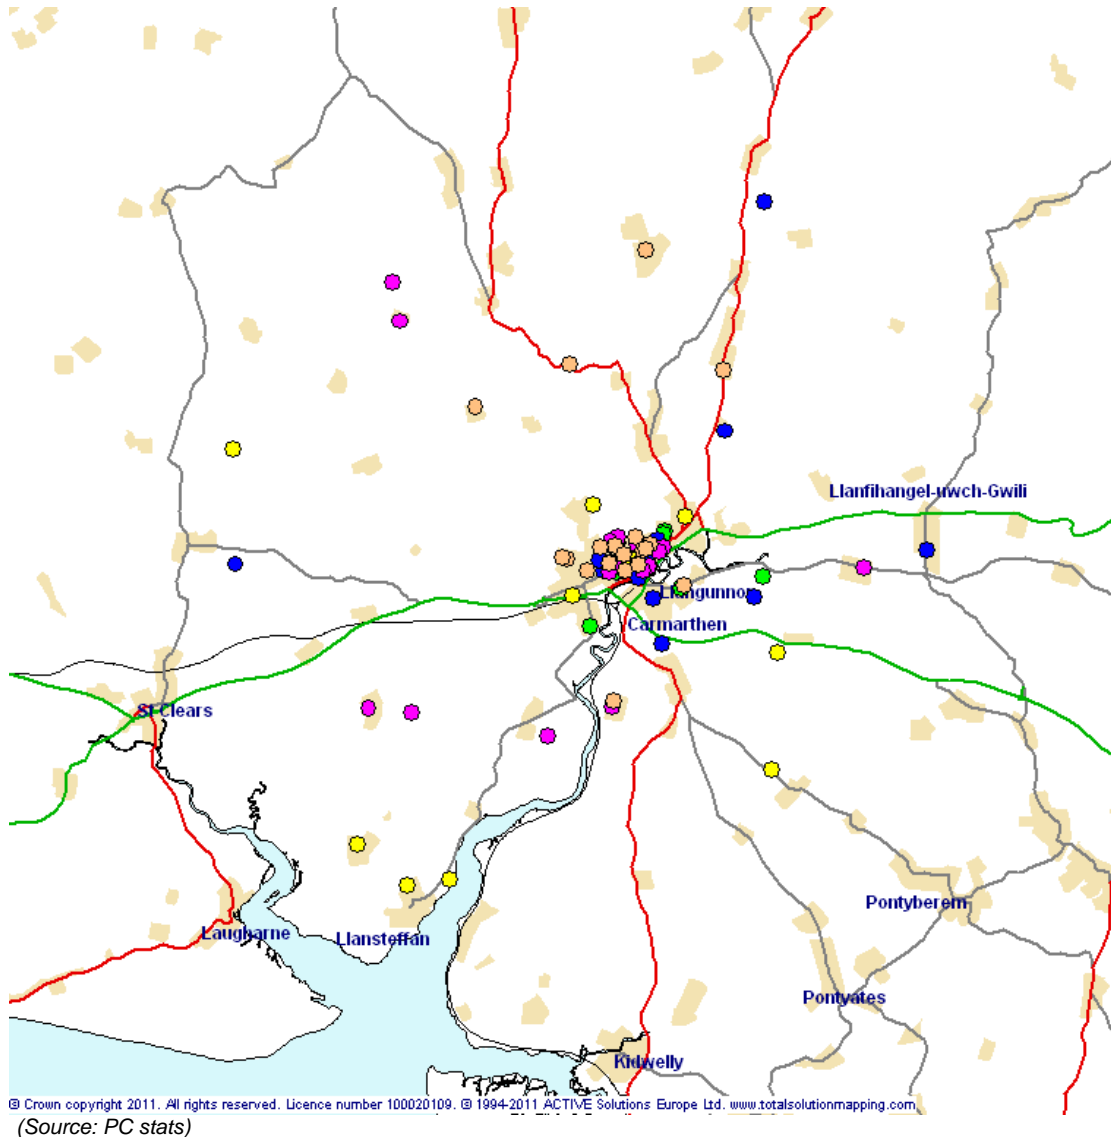 Llanfihangel-uwch-Gwili
Llangunnor
Carmarthen
St Clears
Pontyberem
Laugharne
Llansteffan
Pontyates
Kidwelly
© Crown copyright 2011. All rights reserved. Licence number 100020109. © 1994-2011 ACTIVE Solutions Europe Ltd. www.totalsolutionmapping.com
(Source: PC stats)